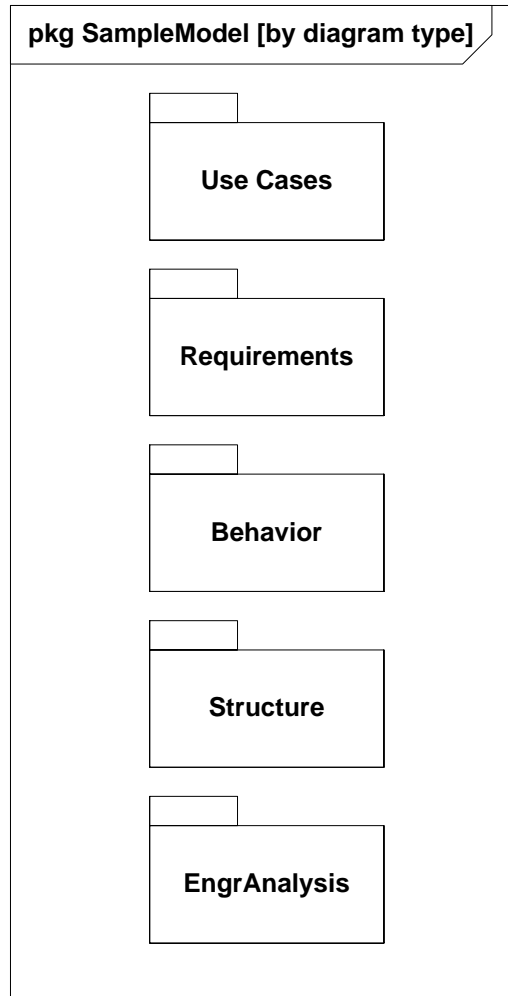 pkg SampleModel [by diagram type]
Use Cases
Requirements
Behavior
Structure
EngrAnalysis